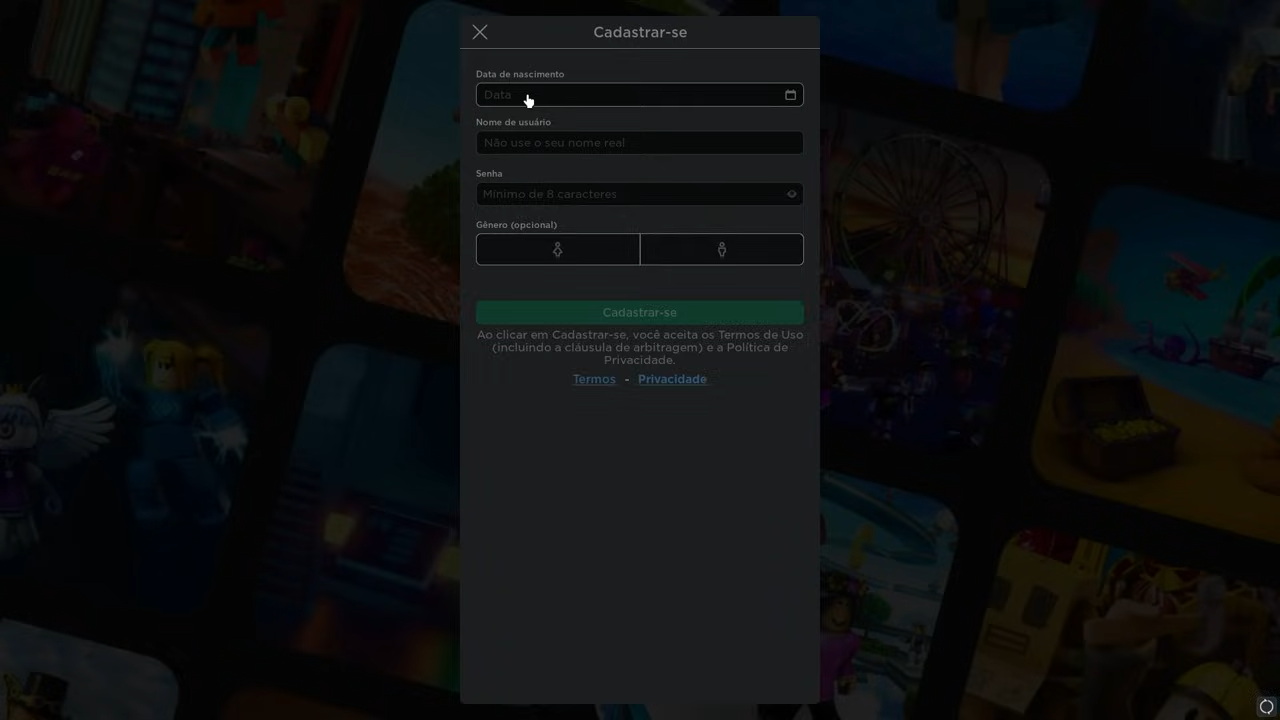 Cadastrar-se
Data de nascimento
Data
Nome de usuário
Não use o seu nome real
Senha
Mínimo de 8 caracteres
Gênero (opcional)
Cadastrar-se
Ao clicar em Cadastrar-se, você aceita os Termos de Uso
(incluindo a cláusula de arbitragem) e a Política de
Privacidade.
Termos - Privacidade